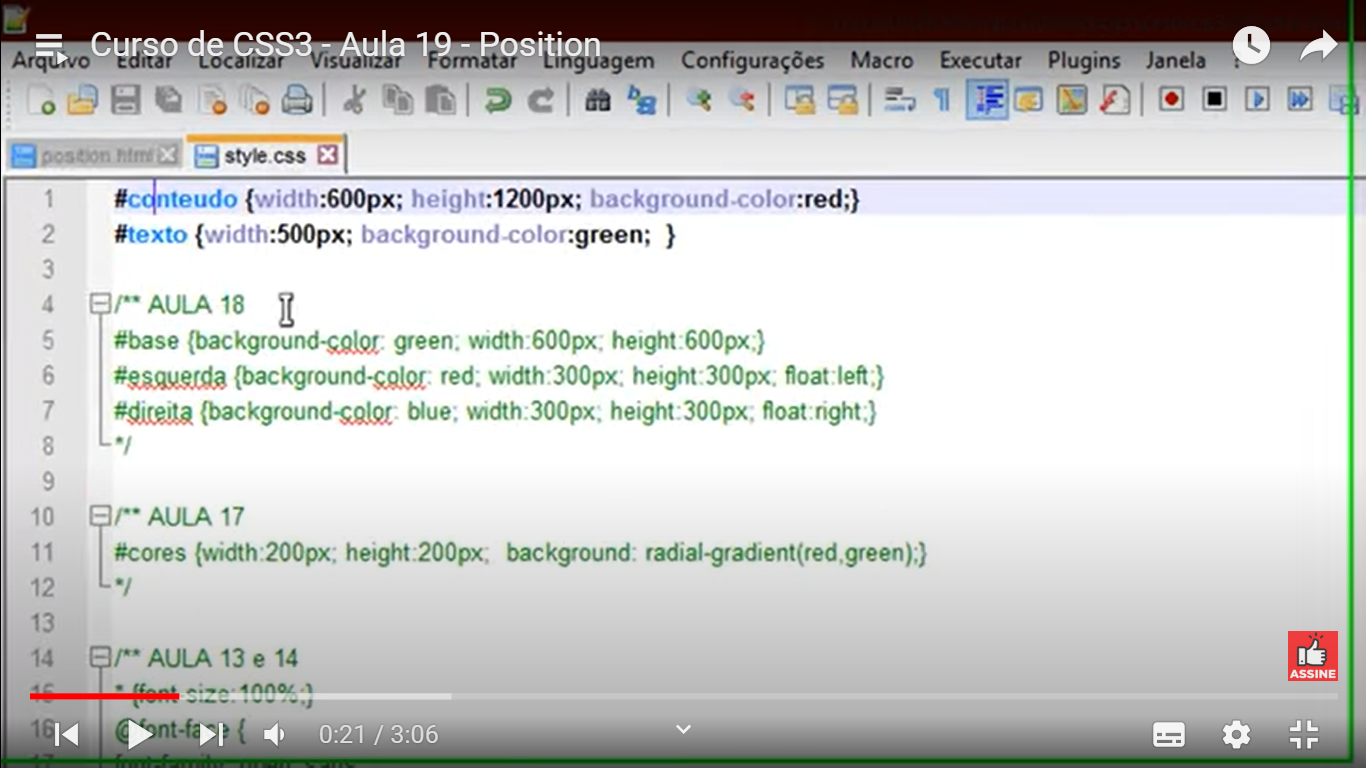 Curso de CSS3 - Aula 19 - Position
Arquivo Editar Localizar Visualizar Formatar Linguagem Configurações Macro Executar Plugins Janela ?
position.html style.css
1 #conteudo {width:600px; height:1200px; background-color:red;}
2 #texto {width:500px; background-color:green; }
3
4 /** AULA 18
5 #base {background-color: green; width:600px; height:600px;}
6 #esquerda {background-color: red; width:300px; height:300px; float:left;}
7 #direita {background-color: blue; width:300px; height:300px; float:right;}
8 */
9
10 /** AULA 17
11 #cores {width:200px; height:200px; background: radial-gradient(red,green);}
12 */
13
14 /** AULA 13 e 14
15 * {font-size:100%;}
16 @font-face {
17
ASSINE
0:21 / 3:06